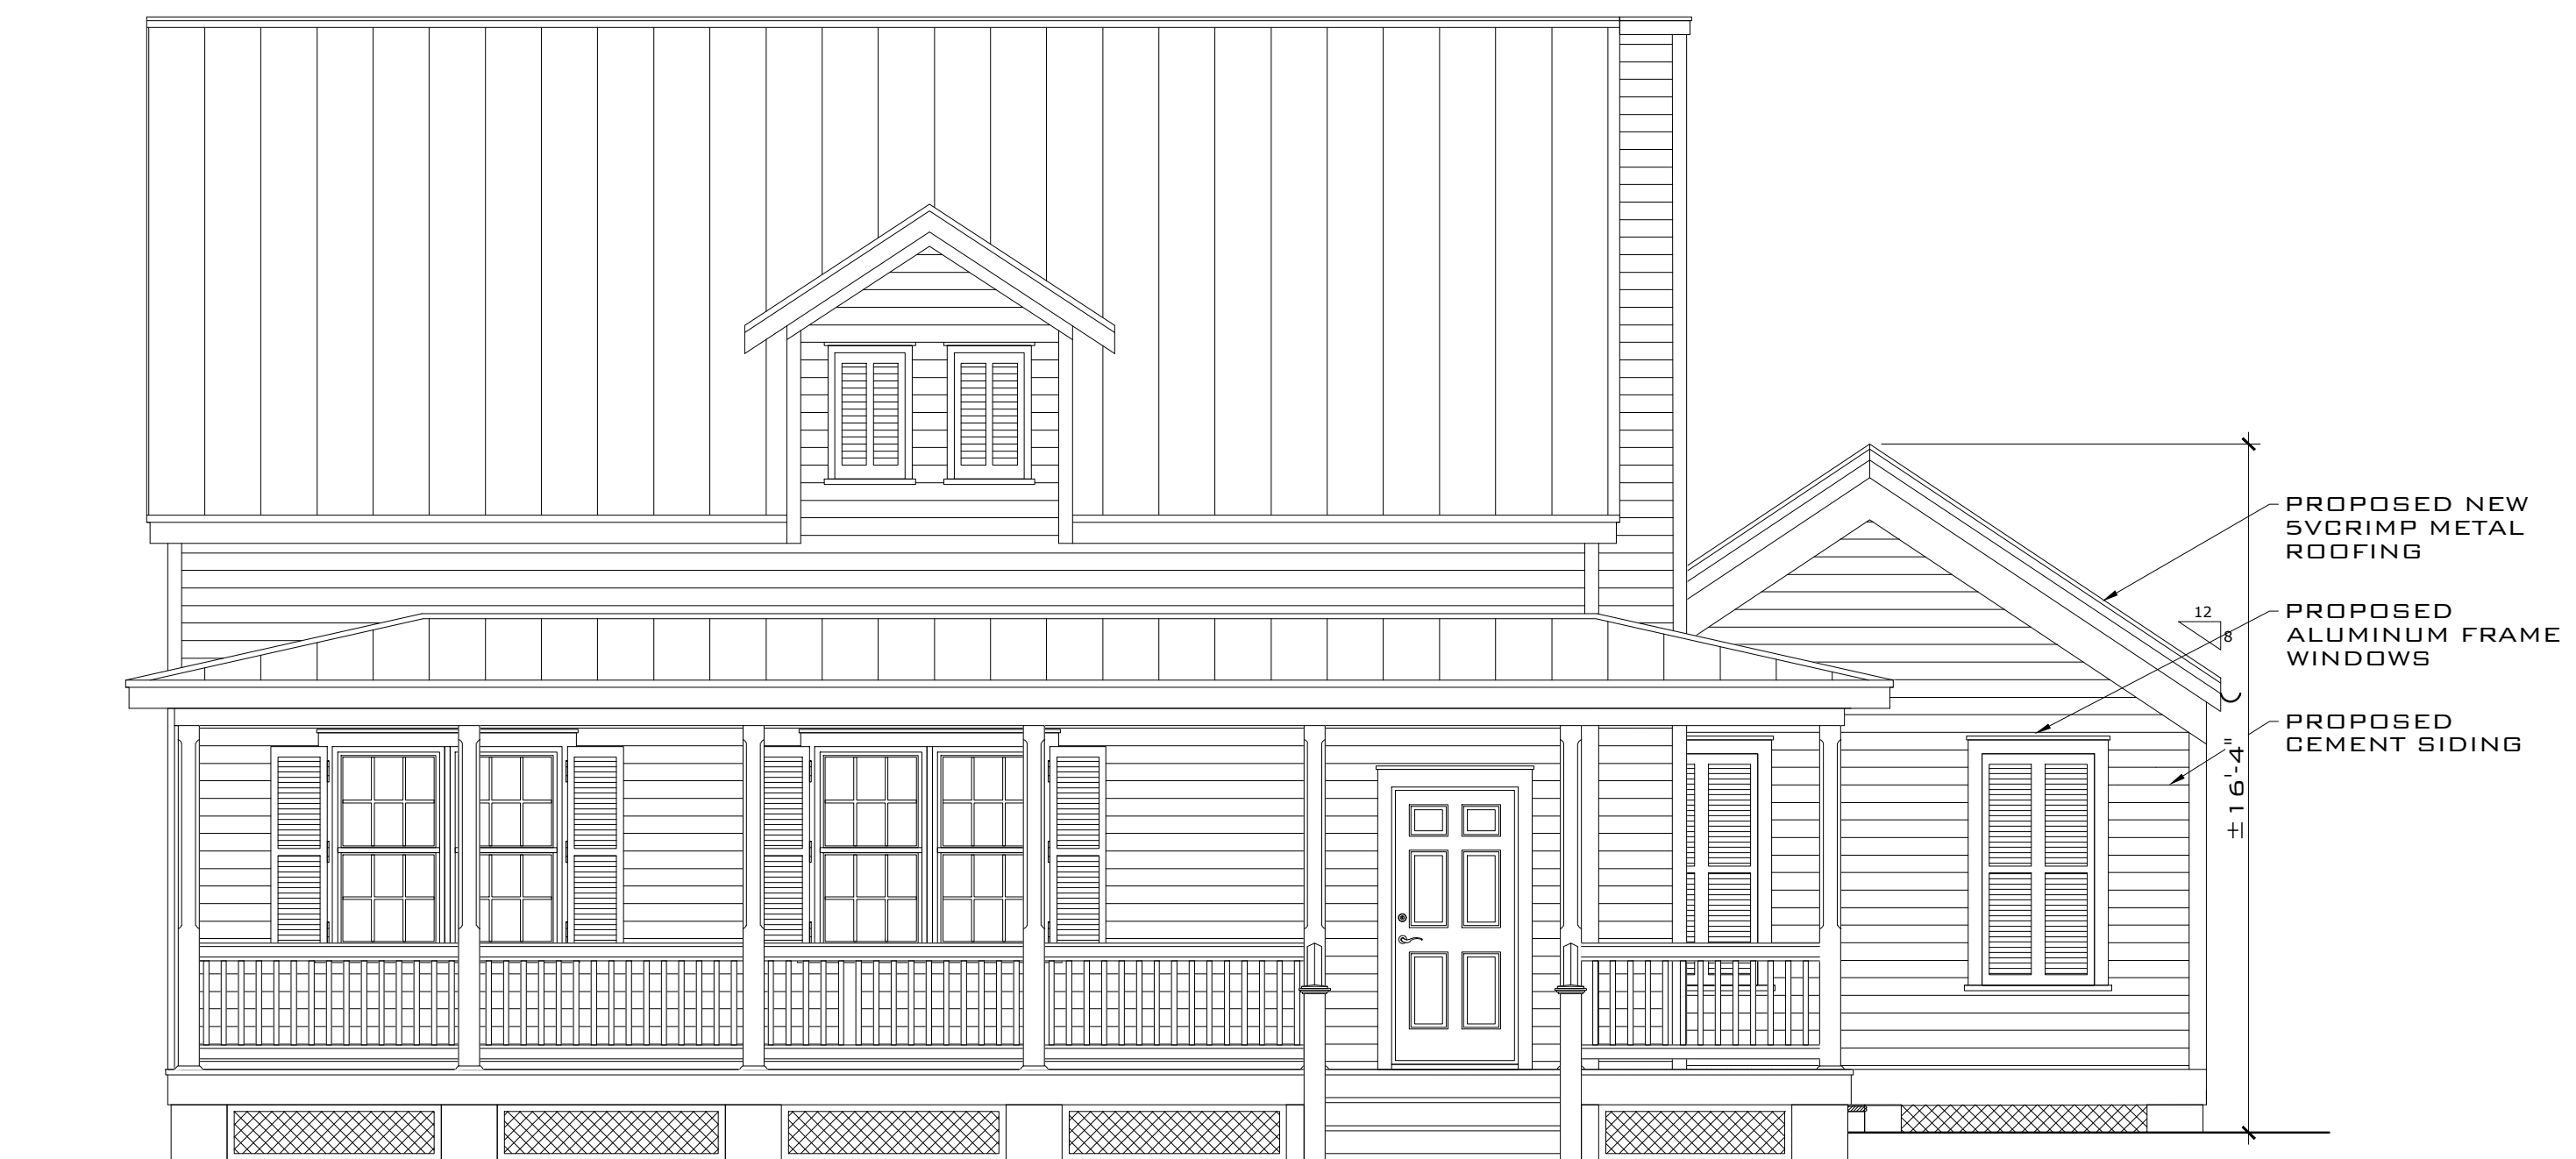 PROPOSED NEW
5VCRIMP METAL
ROOFING
12
8
PROPOSED
ALUMINUM FRAME
WINDOWS
PROPOSED
CEMENT SIDING
±16'-4"